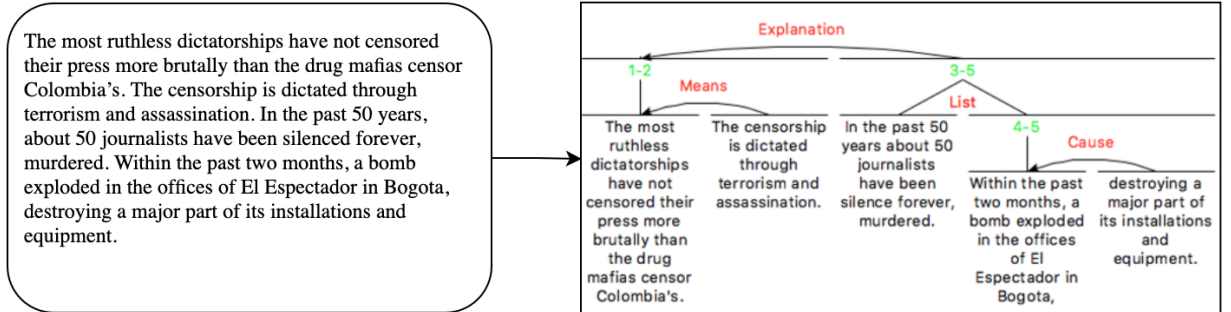 The most ruthless dictatorships have not censored
their press more brutally than the drug mafias censor
Colombia's. The censorship is dictated through
terrorism and assassination. In the past 50 years,
about 50 journalists have been silenced forever,
murdered. Within the past two months, a bomb
exploded in the offices of El Espectador in Bogota,
destroying a major part of its installations and
equipment.
Explanation
1-2
3-5
Means
List
The most
ruthless
dictatorships
have not
censored their
press more
brutally than
the drug
mafias censor
Colombia's.
The censorship
is dictated
through
terrorism and
assassination.
In the past 50
years about 50
journalists
have been
silence forever,
murdered.
4-5
Cause
Within the past
two months, a
bomb exploded
in the offices
of El
Espectador in
Bogota,
destroying a
major part of
its installations
and
equipment.